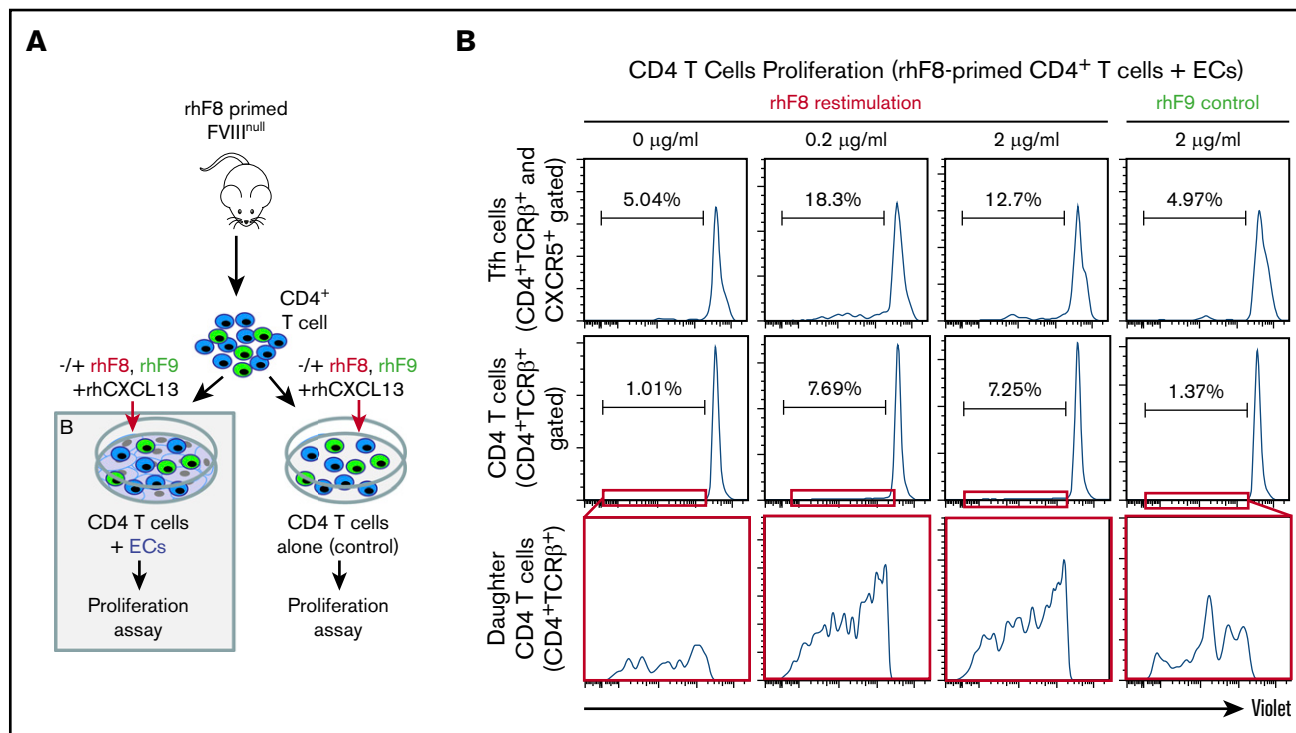 A
rhF8 primed
FVIIInull
CD4+
T cell
-/+ rhF8, rhF9
+rhCXCL13
-/+ rhF8, rhF9
+rhCXCL13
B
CD4 T cells
+ ECs
Proliferation
assay
CD4 T cells
alone (control)
Proliferation
assay
B
CD4 T Cells Proliferation (rhF8-primed CD4+ T cells + ECs)
rhF8 restimulation
rhF9 control
0 μg/ml
0.2 μg/ml
2 μg/ml
2 μg/ml
Tfh cells
(CD4+TCRβ+ and
CXCR5+ gated)
5.04%
18.3%
12.7%
4.97%
CD4 T cells
(CD4+TCRβ+
gated)
1.01%
7.69%
7.25%
1.37%
Daughter
CD4 T cells
(CD4+TCRβ+)
Violet